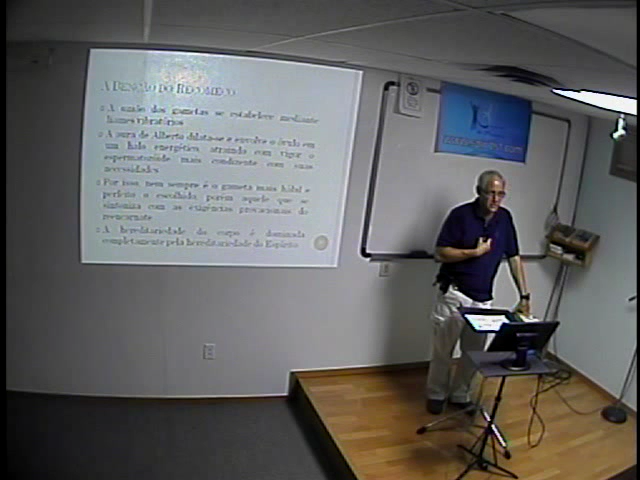 A BENÇÃO DO RECOMEÇO
A união dos gametas se estabelece mediante
liames vibratórios
A aura de Alberto dilata-se e envolve o óvulo em
um halo energético, atraindo com vigor o
espermatozóide mais condizente com suas
necessidades
Por isso, nem sempre é o gameta mais hábil e
perfeito o escolhido, porém aquele que se
sintoniza com as exigências provacionais do
reencarnate
A hereditariedade do corpo é dominada
completamente pela hereditariedade do Espírito